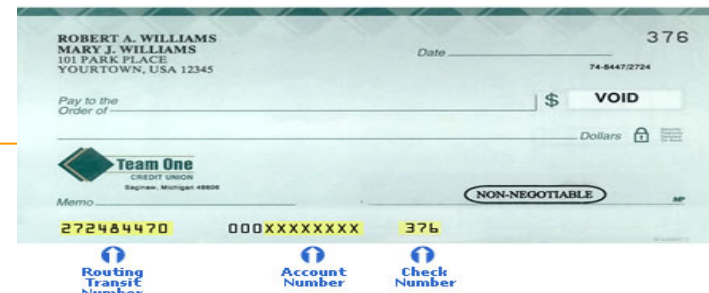 ROBERT A. WILLIAMS
MARY J. WILLIAMS
101 PARK PLACE
YOURTOWN, USA 12345
376
Date
74-8447/2724
Pay to the
Order of
$ VOID
Dollars
Team One
CREDIT UNION
Saginaw, Michigan 48606
Memo
NON-NEGOTIABLE
MP
272484470 000XXXXXXXXX 376
Routing
Transit
Number
Account
Number
Check
Number